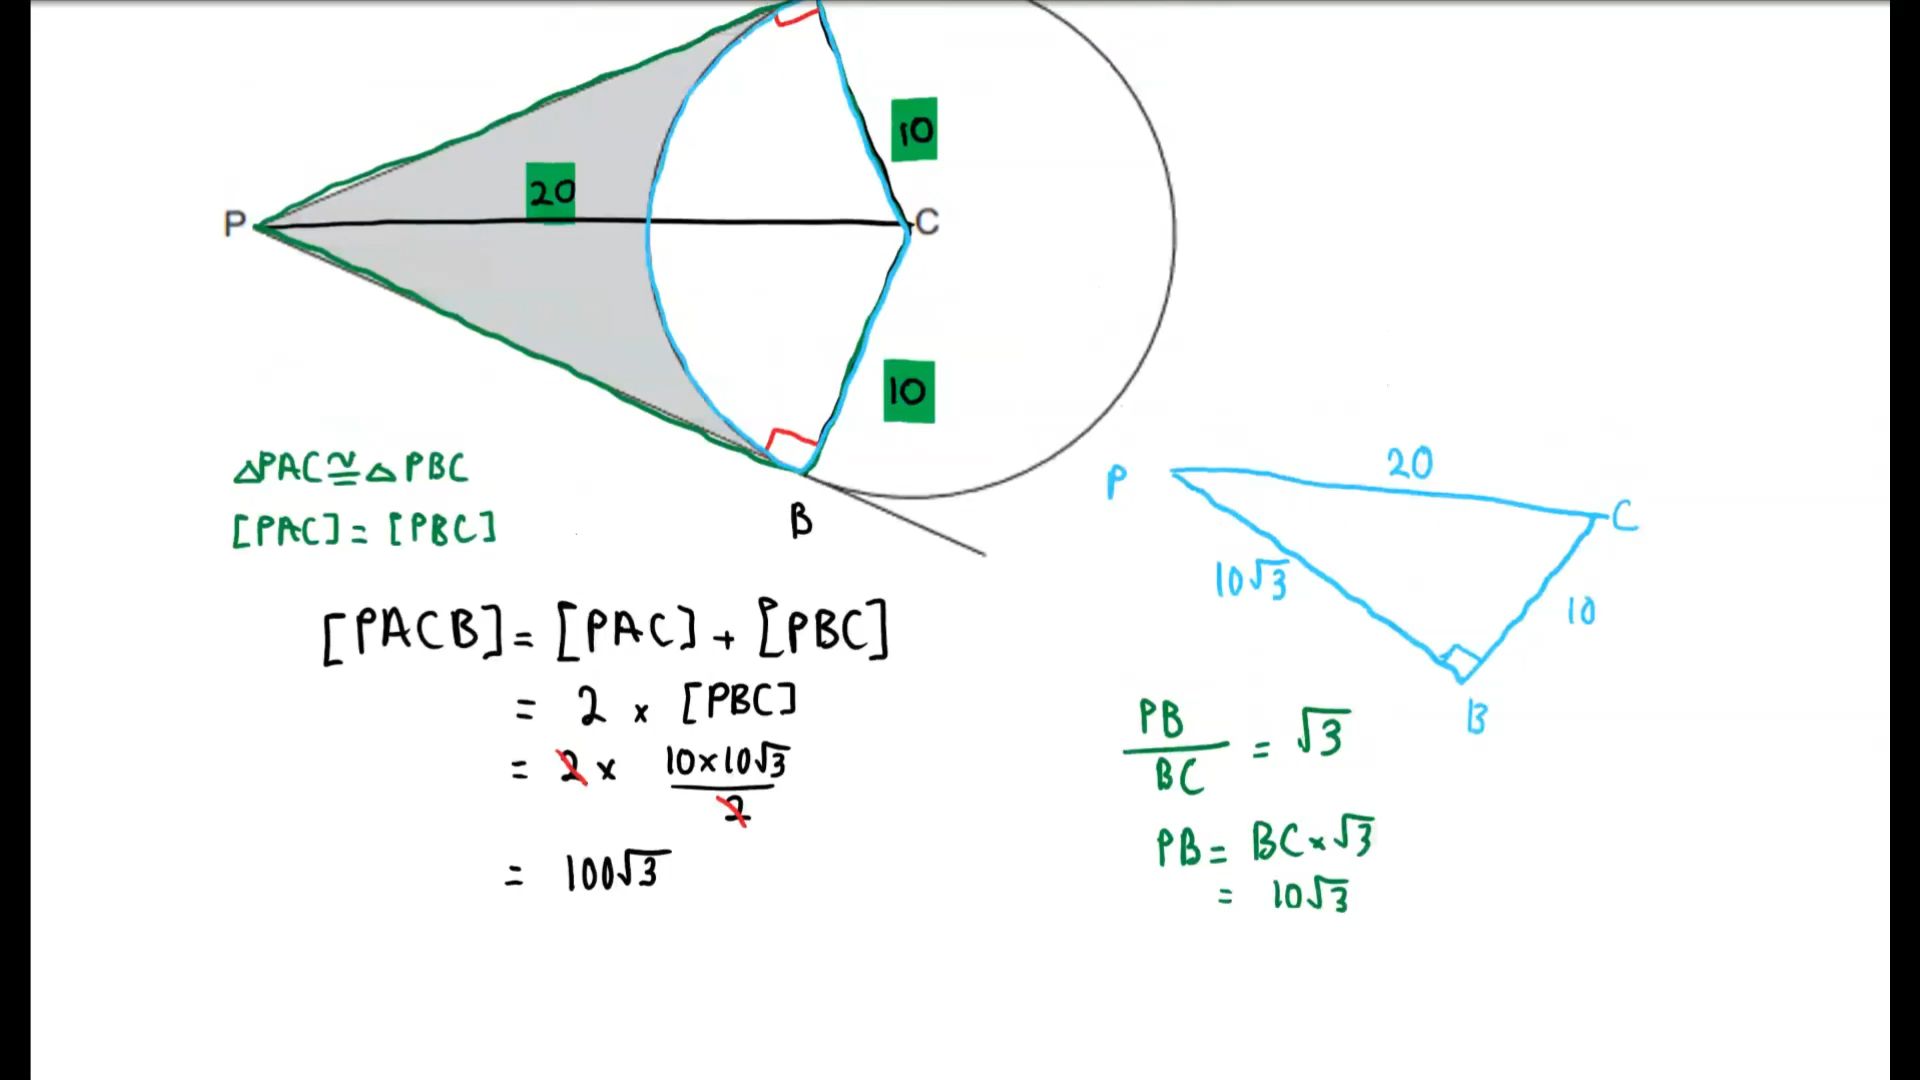 10
20
P
C
10
△PAC≅△PBC
[PAC] = [PBC]
B
P
20
C
10√3
10
B
[PACB] = [PAC] + [PBC]
= 2 × [PBC]
= 2 × 10×10√3
2
= 100√3
PB
BC
= √3
PB = BC×√3
= 10√3